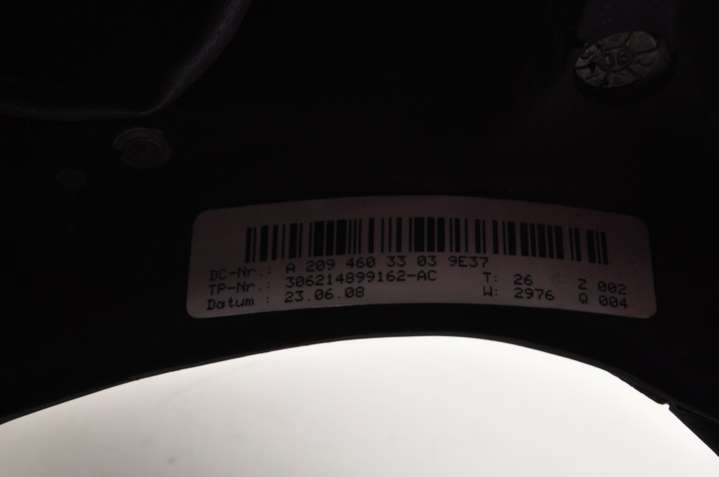 DC-Nr.: A 209 460 33 03 9E37
TP-Nr.: 306214899162-AC T: 26 Z 002
Datum : 23.06.08 W: 2976 Q 004